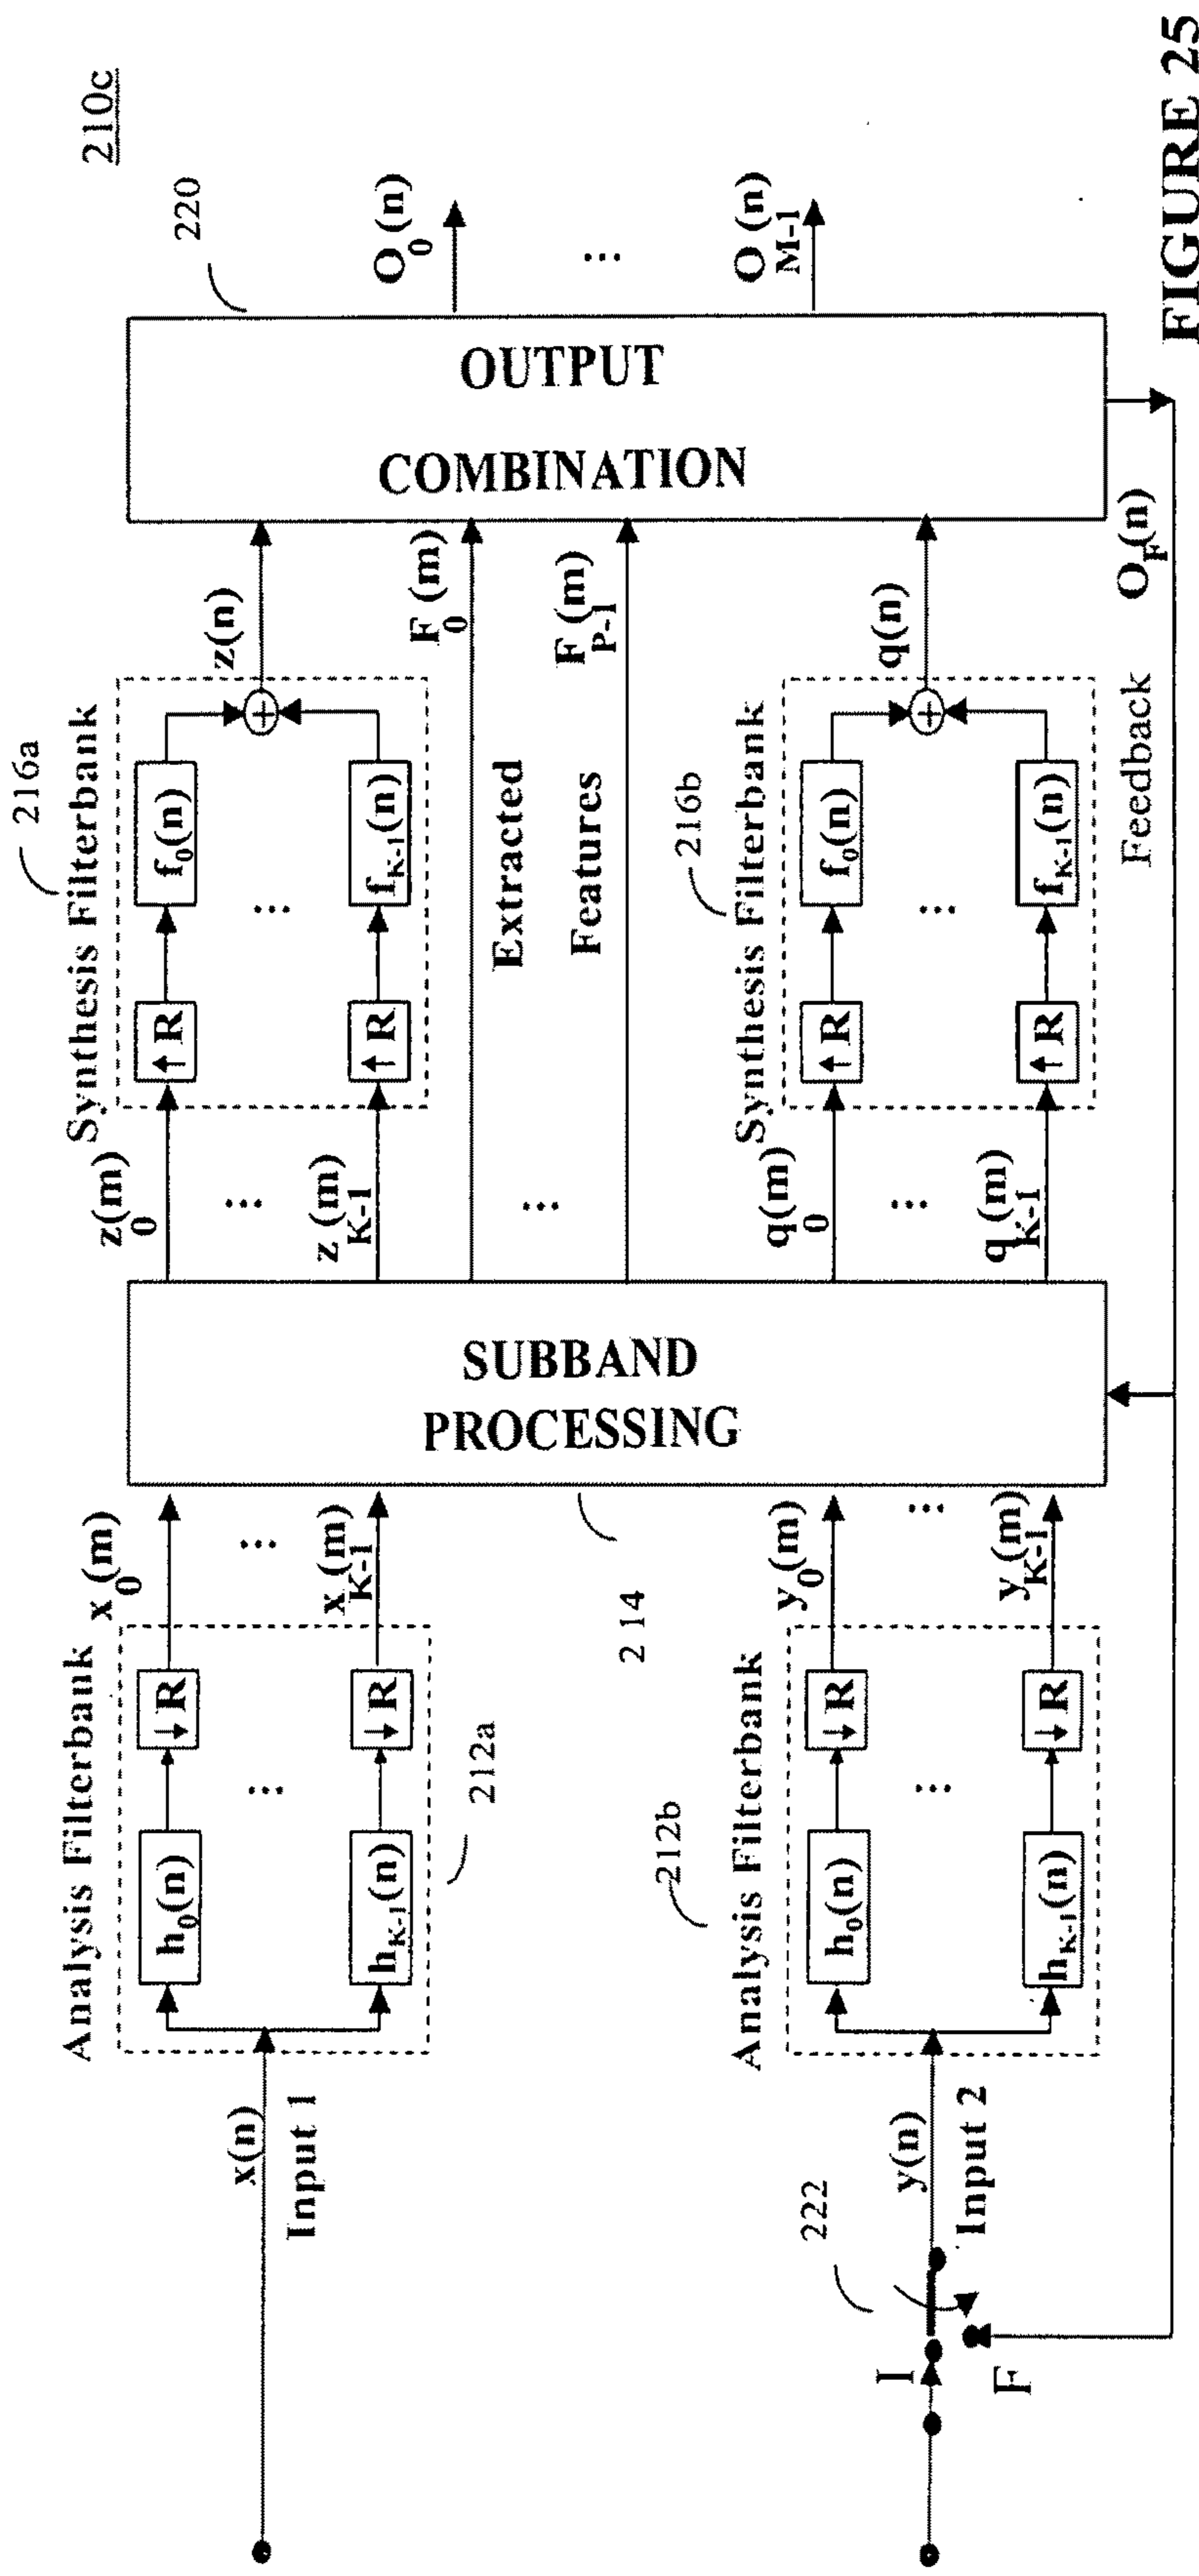 210c
216a
220
Analysis Filterbank
Synthesis Filterbank
x(n)
Input 1
h0(n)
↓R
x0(m)
z0(m)
↑R
f0(n)
z(n)
+
O0(n)
...
...
...
...
...
hK-1(n)
↓R
xK-1(m)
zK-1(m)
↑R
fK-1(n)
212a
F0(m)
Extracted
Features
...
FP-1(m)
SUBBAND
PROCESSING
2 14
OUTPUT
COMBINATION
OM-1(n)
212b
216b
Analysis Filterbank
Synthesis Filterbank
222
I
F
y(n)
Input 2
h0(n)
↓R
y0(m)
q0(m)
↑R
f0(n)
q(n)
+
...
...
...
...
hK-1(n)
↓R
yK-1(m)
qK-1(m)
↑R
fK-1(n)
Feedback
OF(n)
FIGURE 25